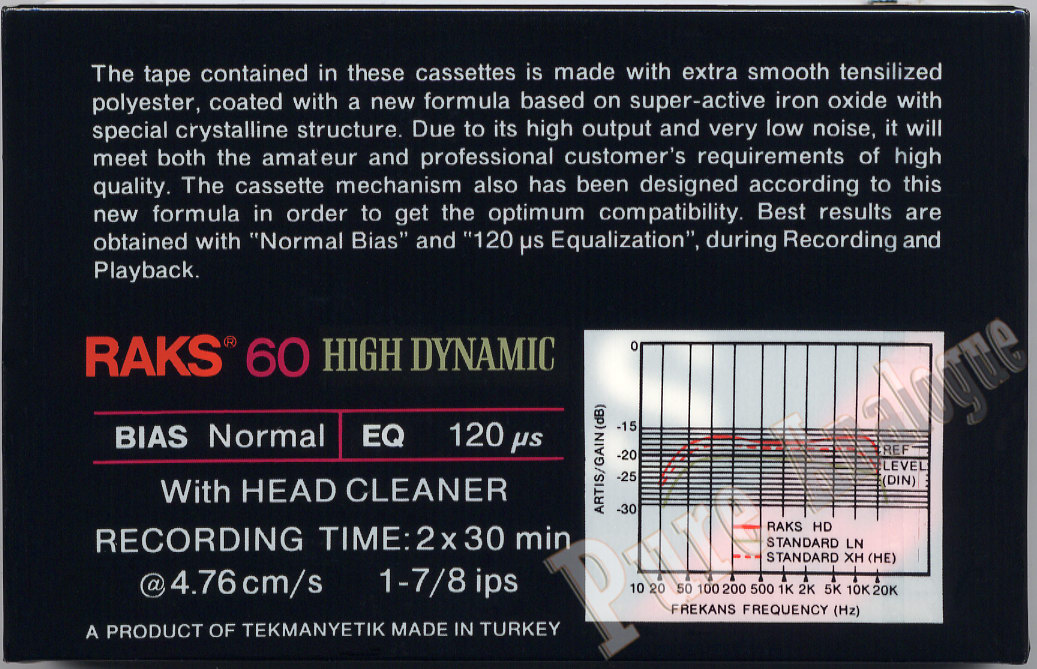 The tape contained in these cassettes is made with extra smooth tensilized
polyester, coated with a new formula based on super-active iron oxide with
special crystalline structure. Due to its high output and very low noise, it will
meet both the amateur and professional customer's requirements of high
quality. The cassette mechanism also has been designed according to this
new formula in order to get the optimum compatibility. Best results are
obtained with "Normal Bias" and "120 µs Equalization", during Recording and
Playback.
RAKS® 60 HIGH DYNAMIC
BIAS Normal EQ 120 µs
With HEAD CLEANER
RECORDING TIME: 2 x 30 min
@ 4.76 cm/s 1-7/8 ips
A PRODUCT OF TEKMANYETIK MADE IN TURKEY
ARTIS/GAIN (dB)
0
-15
-20
-25
-30
REF
LEVEL
(DIN)
RAKS HD
STANDARD LN
STANDARD XH (HE)
10 20 50 100 200 500 1K 2K 5K 10K 20K
FREKANS FREQUENCY (Hz)
Pure Analogue